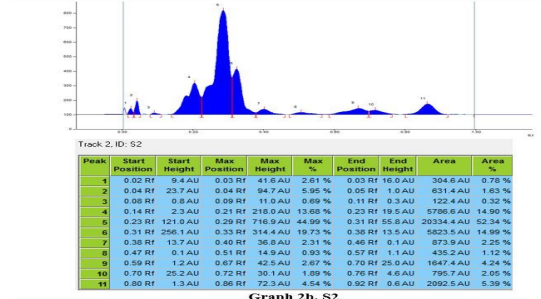 800
700
600
500
400
300
200
100
Track 2, ID: S2
Peak Start Position Start Height Max Position Max Height Max % End Position End Height Area Area %
1 0.02 Rf 9.4 AU 0.03 Rf 41.6 AU 2.61 % 0.03 Rf 16.0 AU 304.6 AU 0.78 %
2 0.04 Rf 23.7 AU 0.04 Rf 94.7 AU 5.95 % 0.05 Rf 1.0 AU 631.4 AU 1.63 %
3 0.08 Rf 0.8 AU 0.09 Rf 11.0 AU 0.69 % 0.11 Rf 0.3 AU 122.4 AU 0.32 %
4 0.14 Rf 2.3 AU 0.21 Rf 218.0 AU 13.68 % 0.23 Rf 19.5 AU 5786.6 AU 14.90 %
5 0.23 Rf 121.0 AU 0.29 Rf 716.9 AU 44.99 % 0.31 Rf 55.8 AU 20334.4 AU 52.34 %
6 0.31 Rf 256.1 AU 0.33 Rf 314.4 AU 19.73 % 0.38 Rf 13.5 AU 5823.5 AU 14.99 %
7 0.38 Rf 13.7 AU 0.40 Rf 36.8 AU 2.31 % 0.46 Rf 0.1 AU 873.9 AU 2.25 %
8 0.47 Rf 0.1 AU 0.51 Rf 14.9 AU 0.93 % 0.57 Rf 1.1 AU 435.2 AU 1.12 %
9 0.59 Rf 1.2 AU 0.67 Rf 42.5 AU 2.67 % 0.70 Rf 25.0 AU 1647.4 AU 4.24 %
10 0.70 Rf 25.2 AU 0.72 Rf 30.1 AU 1.89 % 0.76 Rf 4.6 AU 795.7 AU 2.05 %
11 0.80 Rf 1.3 AU 0.86 Rf 72.3 AU 4.54 % 0.92 Rf 0.6 AU 2092.5 AU 5.39 %
Graph 2b. S2